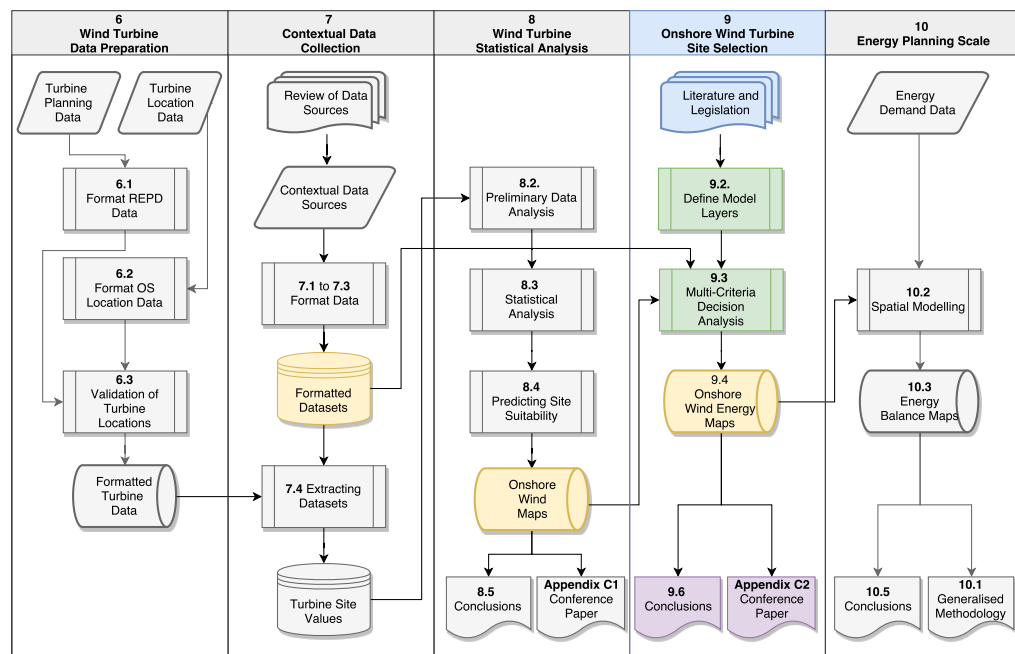 6
Wind Turbine
Data Preparation
7
Contextual Data
Collection
8
Wind Turbine
Statistical Analysis
9
Onshore Wind Turbine
Site Selection
10
Energy Planning Scale
Turbine
Planning
Data
Turbine
Location
Data
6.1
Format REPD
Data
6.2
Format OS
Location Data
6.3
Validation of
Turbine
Locations
Formatted
Turbine
Data
Review of Data
Sources
Contextual Data
Sources
7.1 to 7.3
Format Data
Formatted
Datasets
7.4 Extracting
Datasets
Turbine Site
Values
8.2.
Preliminary Data
Analysis
8.3
Statistical
Analysis
8.4
Predicting Site
Suitability
Onshore
Wind
Maps
8.5
Conclusions
Appendix C1
Conference
Paper
Literature and
Legislation
9.2.
Define Model
Layers
9.3
Multi-Criteria
Decision
Analysis
9.4
Onshore
Wind Energy
Maps
9.6
Conclusions
Appendix C2
Conference
Paper
Energy
Demand Data
10.2
Spatial Modelling
10.3
Energy
Balance Maps
10.5
Conclusions
10.1
Generalised
Methodology